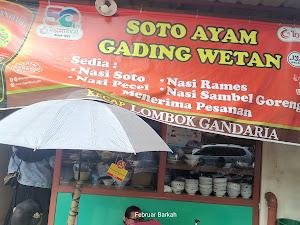 SOTO AYAM
GADING WETAN
Sedia :
• Nasi Soto • Nasi Rames
• Nasi Pecel • Nasi Sambel Goreng
Menerima Pesanan
KECAP LOMBOK GANDARIA
Februar Barkah